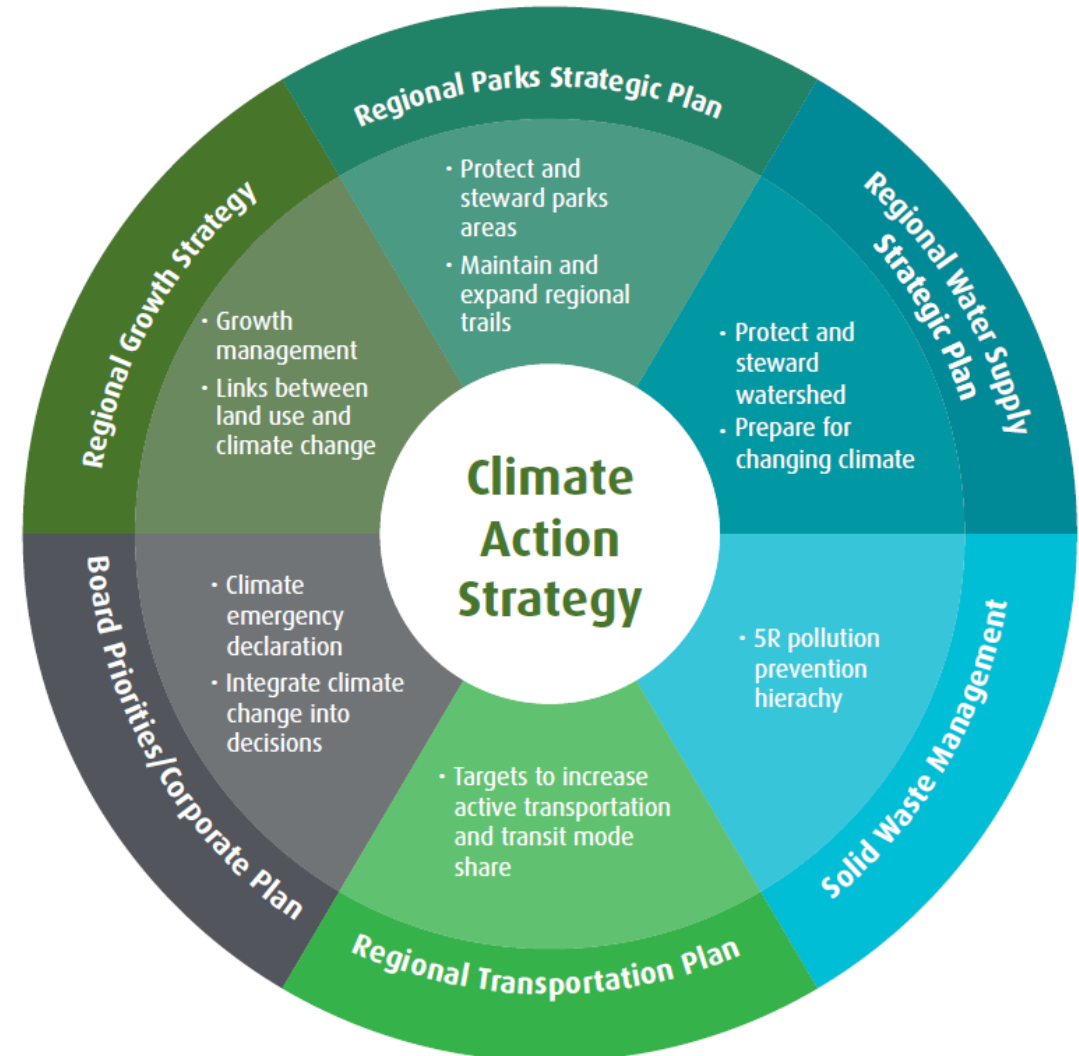 Regional Parks Strategic Plan
· Protect and
steward parks
areas
· Maintain and
expand regional
trails
Regional Water Supply
Strategic Plan
· Protect and
steward
watershed
· Prepare for
changing climate
Solid Waste Management
· 5R pollution
prevention
hierachy
Regional Transportation Plan
· Targets to increase
active transportation
and transit mode
share
Board Priorities/Corporate Plan
· Climate
emergency
declaration
· Integrate climate
change into
decisions
Regional Growth Strategy
· Growth
management
· Links between
land use and
climate change
Climate
Action
Strategy